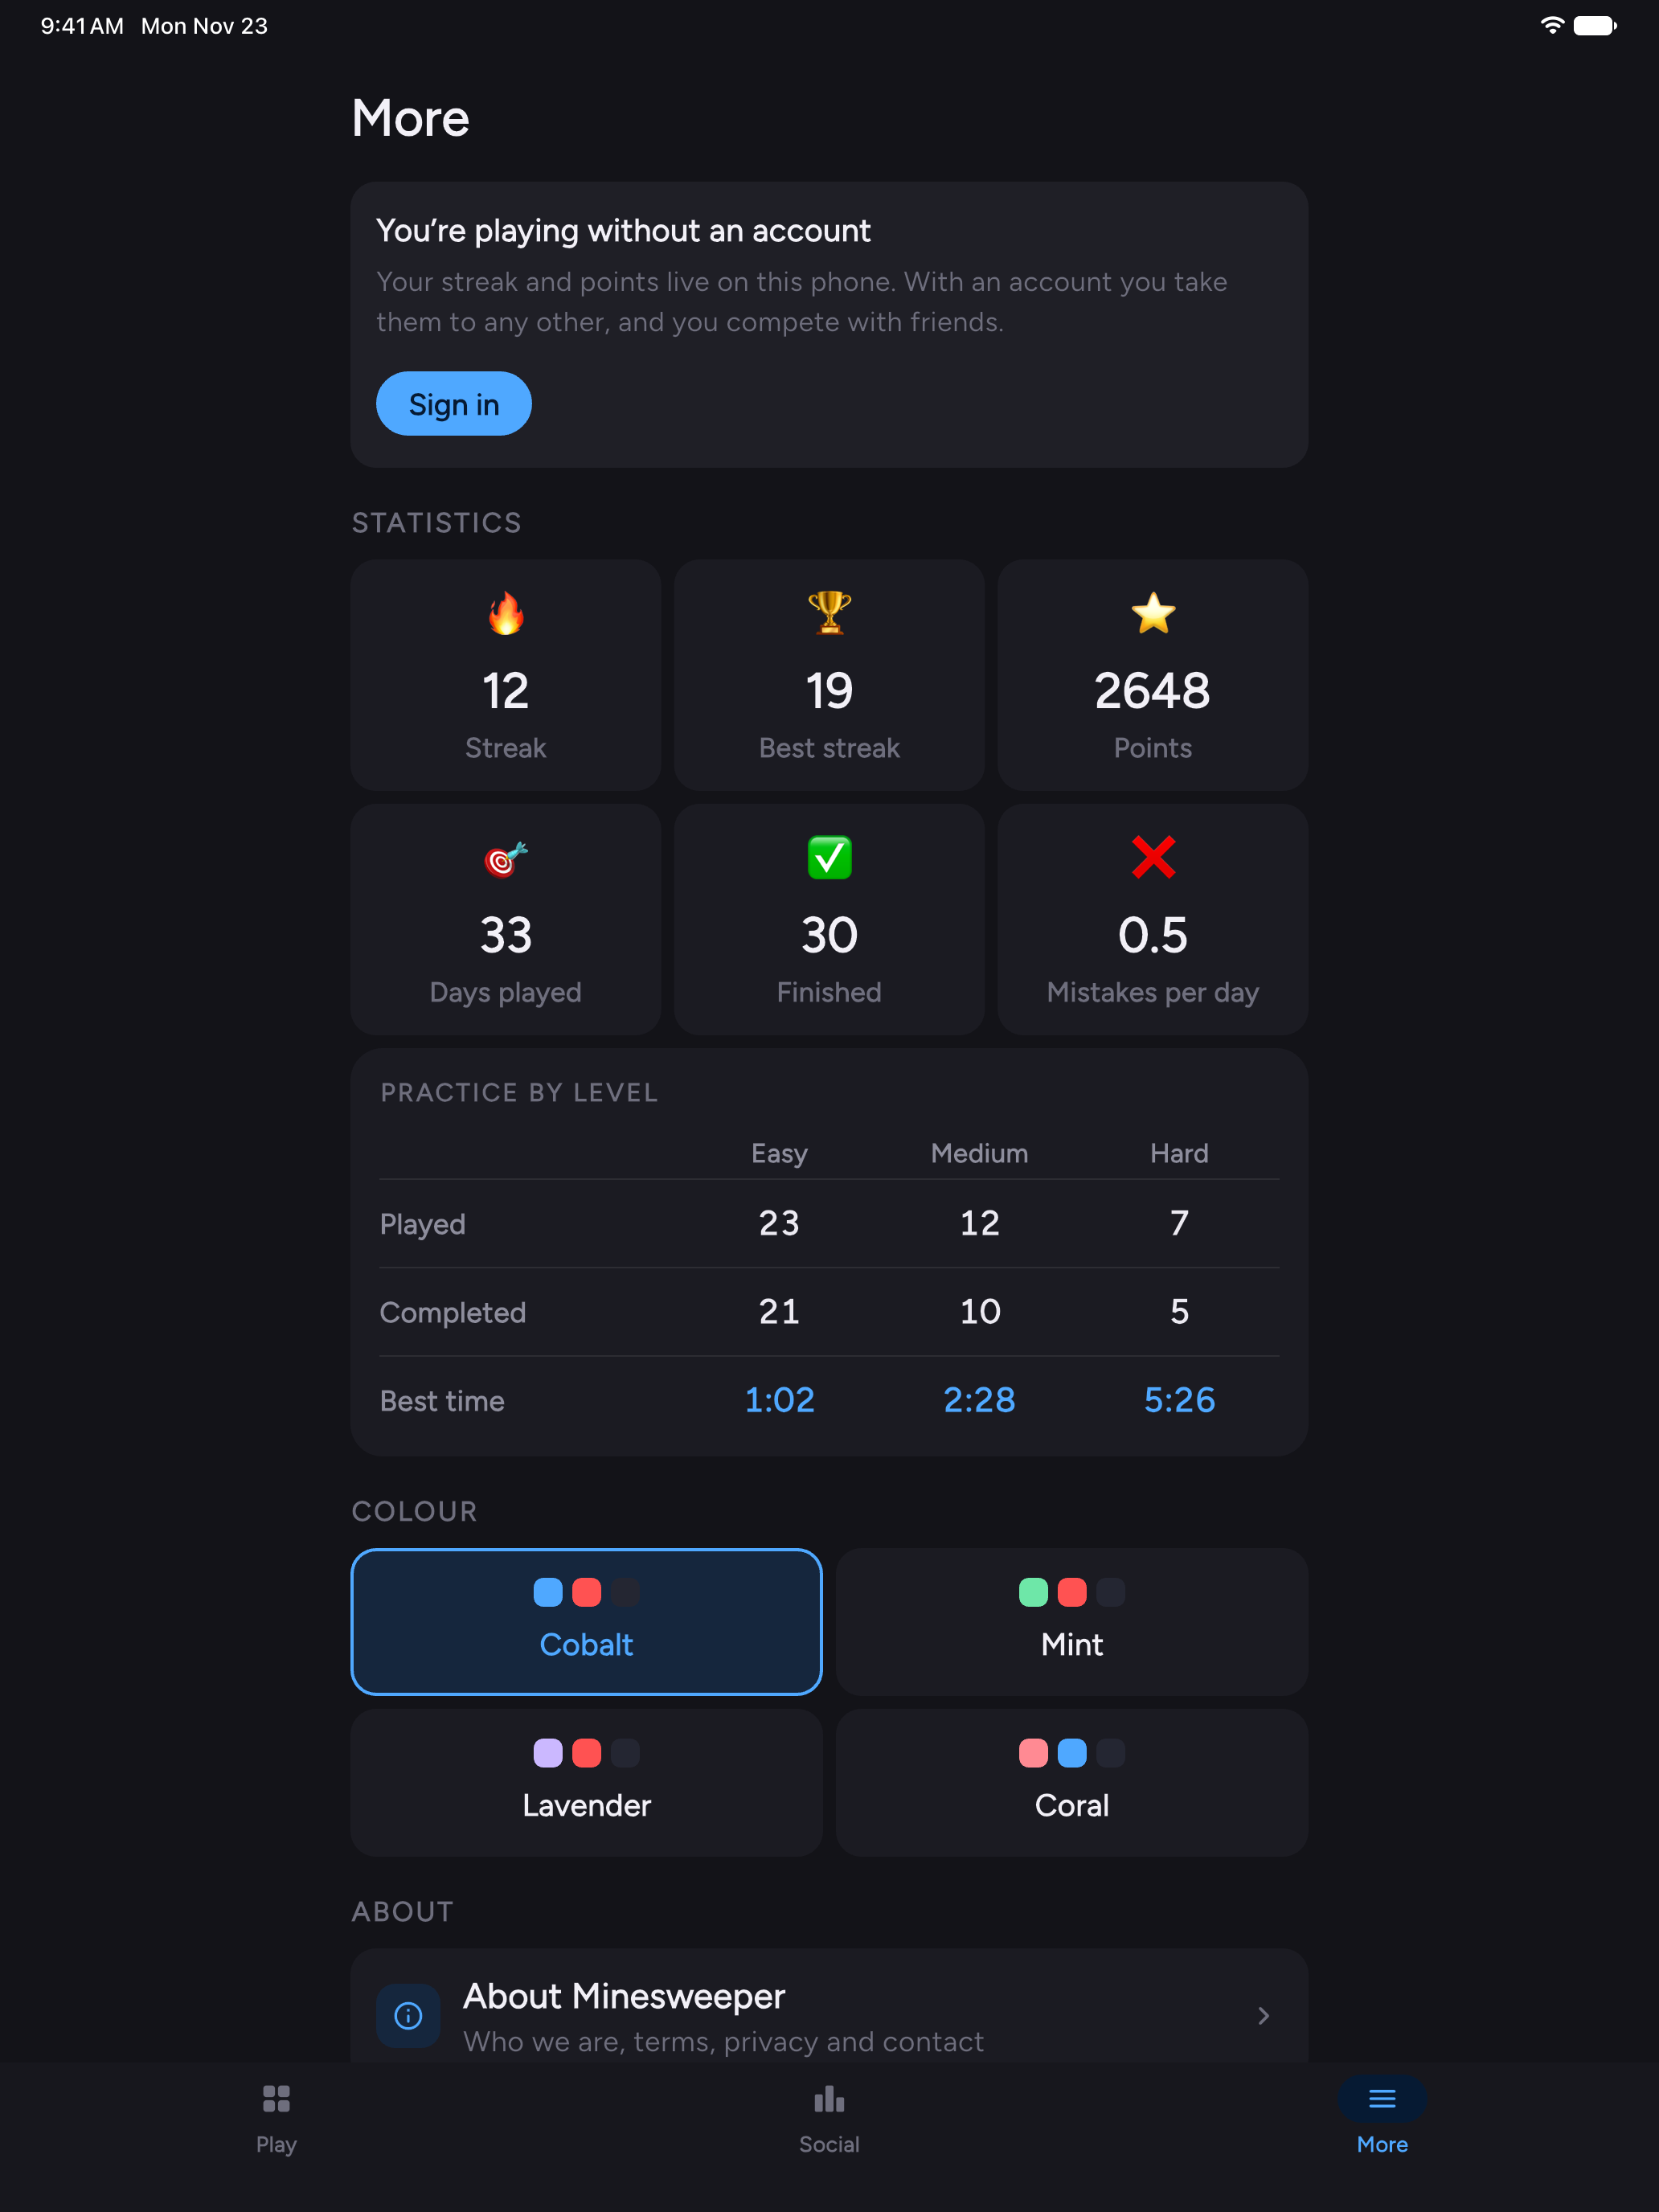 9:41 AM Mon Nov 23
More
You're playing without an account
Your streak and points live on this phone. With an account you take
them to any other, and you compete with friends.
Sign in
STATISTICS
12
Streak
19
Best streak
2648
Points
33
Days played
30
Finished
0.5
Mistakes per day
PRACTICE BY LEVEL
Easy Medium Hard
Played 23 12 7
Completed 21 10 5
Best time 1:02 2:28 5:26
COLOUR
Cobalt
Mint
Lavender
Coral
ABOUT
About Minesweeper
Who we are, terms, privacy and contact
Play
Social
More